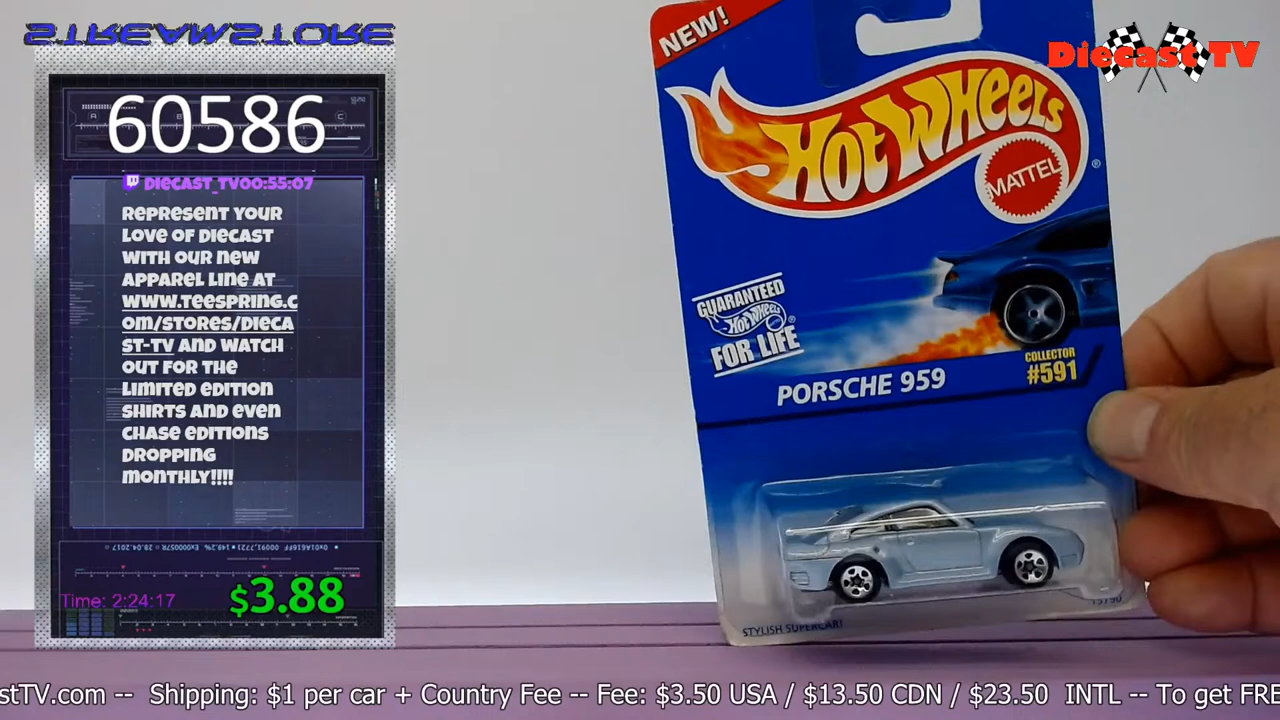 STREAMSTORE
60586
DIECAST_TV00:55:07
REPRESENT YOUR
LOVE OF DIECAST
WITH OUR NEW
APPAREL LINE AT
WWW.TEESPRING.C
OM/STORES/DIECA
ST-TV AND WATCH
OUT FOR THE
LIMITED EDITION
SHIRTS AND EVEN
CHASE EDITIONS
DROPPING
MONTHLY!!!!
Time: 2:24:17
$3.88
Diecast TV
NEW!
HOT WHEELS
®
MATTEL
GUARANTEED
HOT WHEELS
FOR LIFE
PORSCHE 959
COLLECTOR
#591
STYLISH SUPERCAR!
stTV.com -- Shipping: $1 per car + Country Fee -- Fee: $3.50 USA / $13.50 CDN / $23.50 INTL -- To get FRE